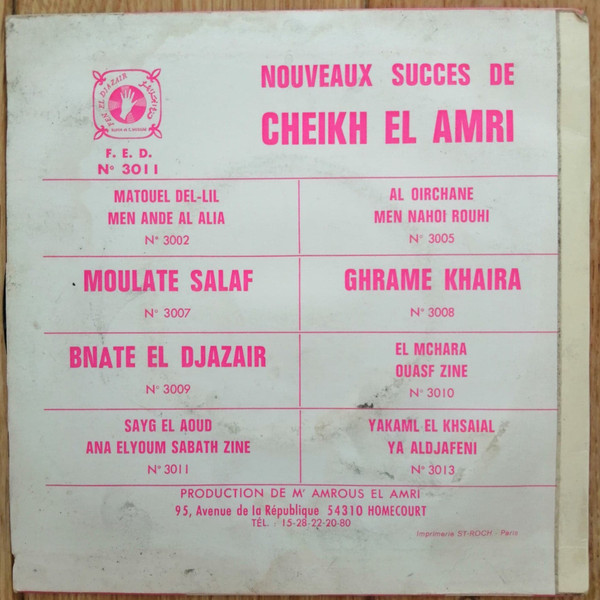 FEN EL DJAZAIR
F. E. D.
N° 3011
NOUVEAUX SUCCES DE
CHEIKH EL AMRI
MATOUEL DEL-LIL
MEN ANDE AL ALIA
N° 3002
AL OIRCHANE
MEN NAHOI ROUHI
N° 3005
MOULATE SALAF
N° 3007
GHRAME KHAIRA
N° 3008
BNATE EL DJAZAIR
N° 3009
EL MCHARA
OUASF ZINE
N° 3010
SAYG EL AOUD
ANA ELYOUM SABATH ZINE
N° 3011
YAKAML EL KHSAIAL
YA ALDJAFENI
N° 3013
PRODUCTION DE Mʳ AMROUS EL AMRI
95, Avenue de la République 54310 HOMECOURT
TÉL. : 15-28-22-20-80
Imprimerie ST-ROCH - Paris